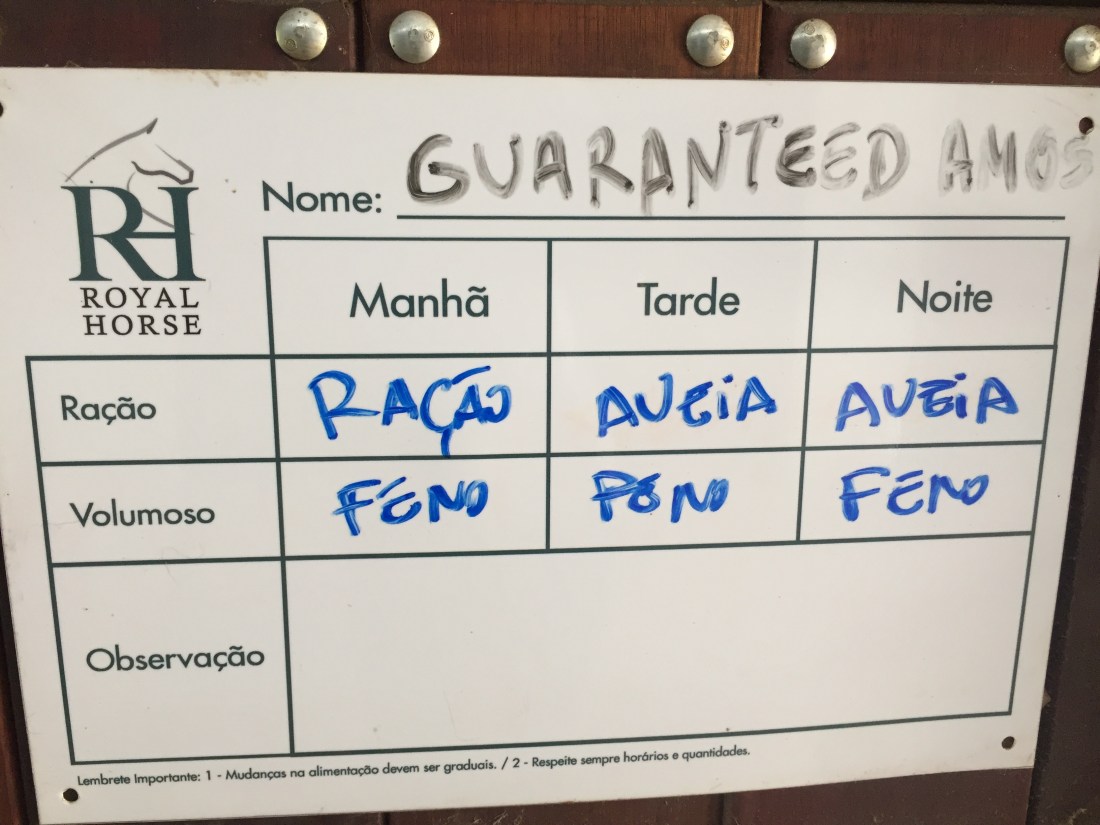 Nome: GUARANTEED AMOS
RH
ROYAL
HORSE
Manhã Tarde Noite
Ração RAÇÃO AVEIA AVEIA
Volumoso FENO FENO FENO
Observação
Lembrete Importante: 1 - Mudanças na alimentação devem ser graduais. / 2 - Respeite sempre horários e quantidades.